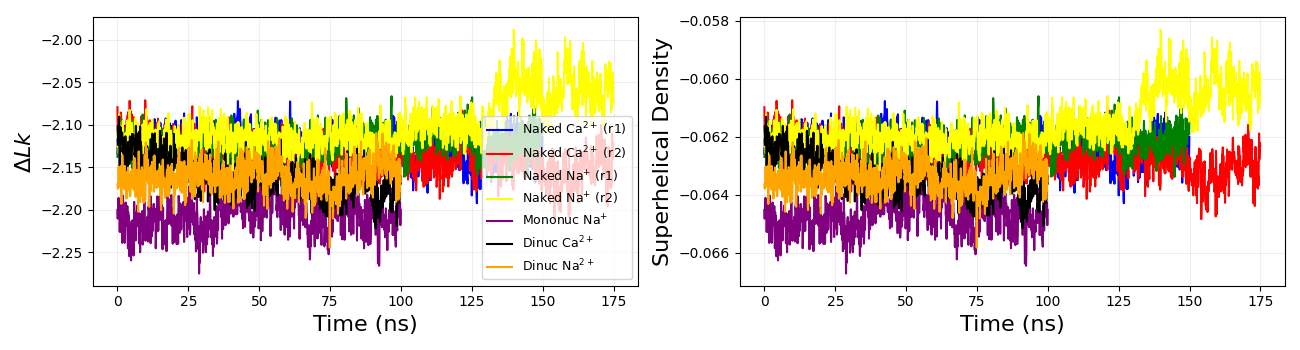 −2.00
−2.05
−2.10
−2.15
−2.20
−2.25
ΔLk
0
25
50
75
100
125
150
175
Time (ns)
Naked Ca²⁺ (r1)
Naked Ca²⁺ (r2)
Naked Na⁺ (r1)
Naked Na⁺ (r2)
Mononuc Na⁺
Dinuc Ca²⁺
Dinuc Na²⁺
−0.058
−0.060
−0.062
−0.064
−0.066
Superhelical Density
0
25
50
75
100
125
150
175
Time (ns)